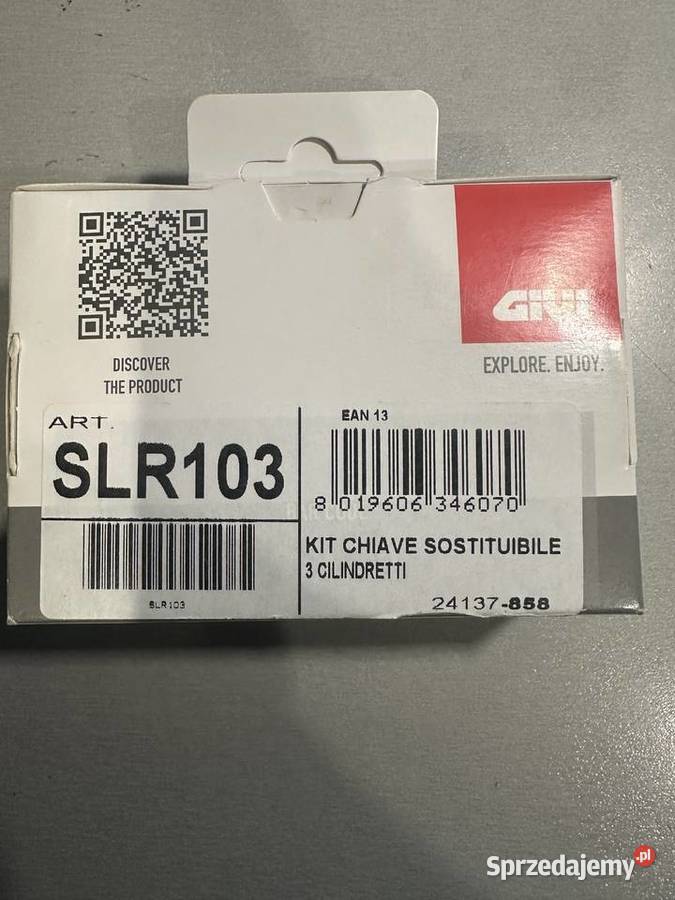 GIVI
DISCOVER
THE PRODUCT
EXPLORE. ENJOY.
ART.
SLR103
SLR103
EAN 13
8 019606 346070
KIT CHIAVE SOSTITUIBILE
3 CILINDRETTI
24137-858
Sprzedajemy.pl